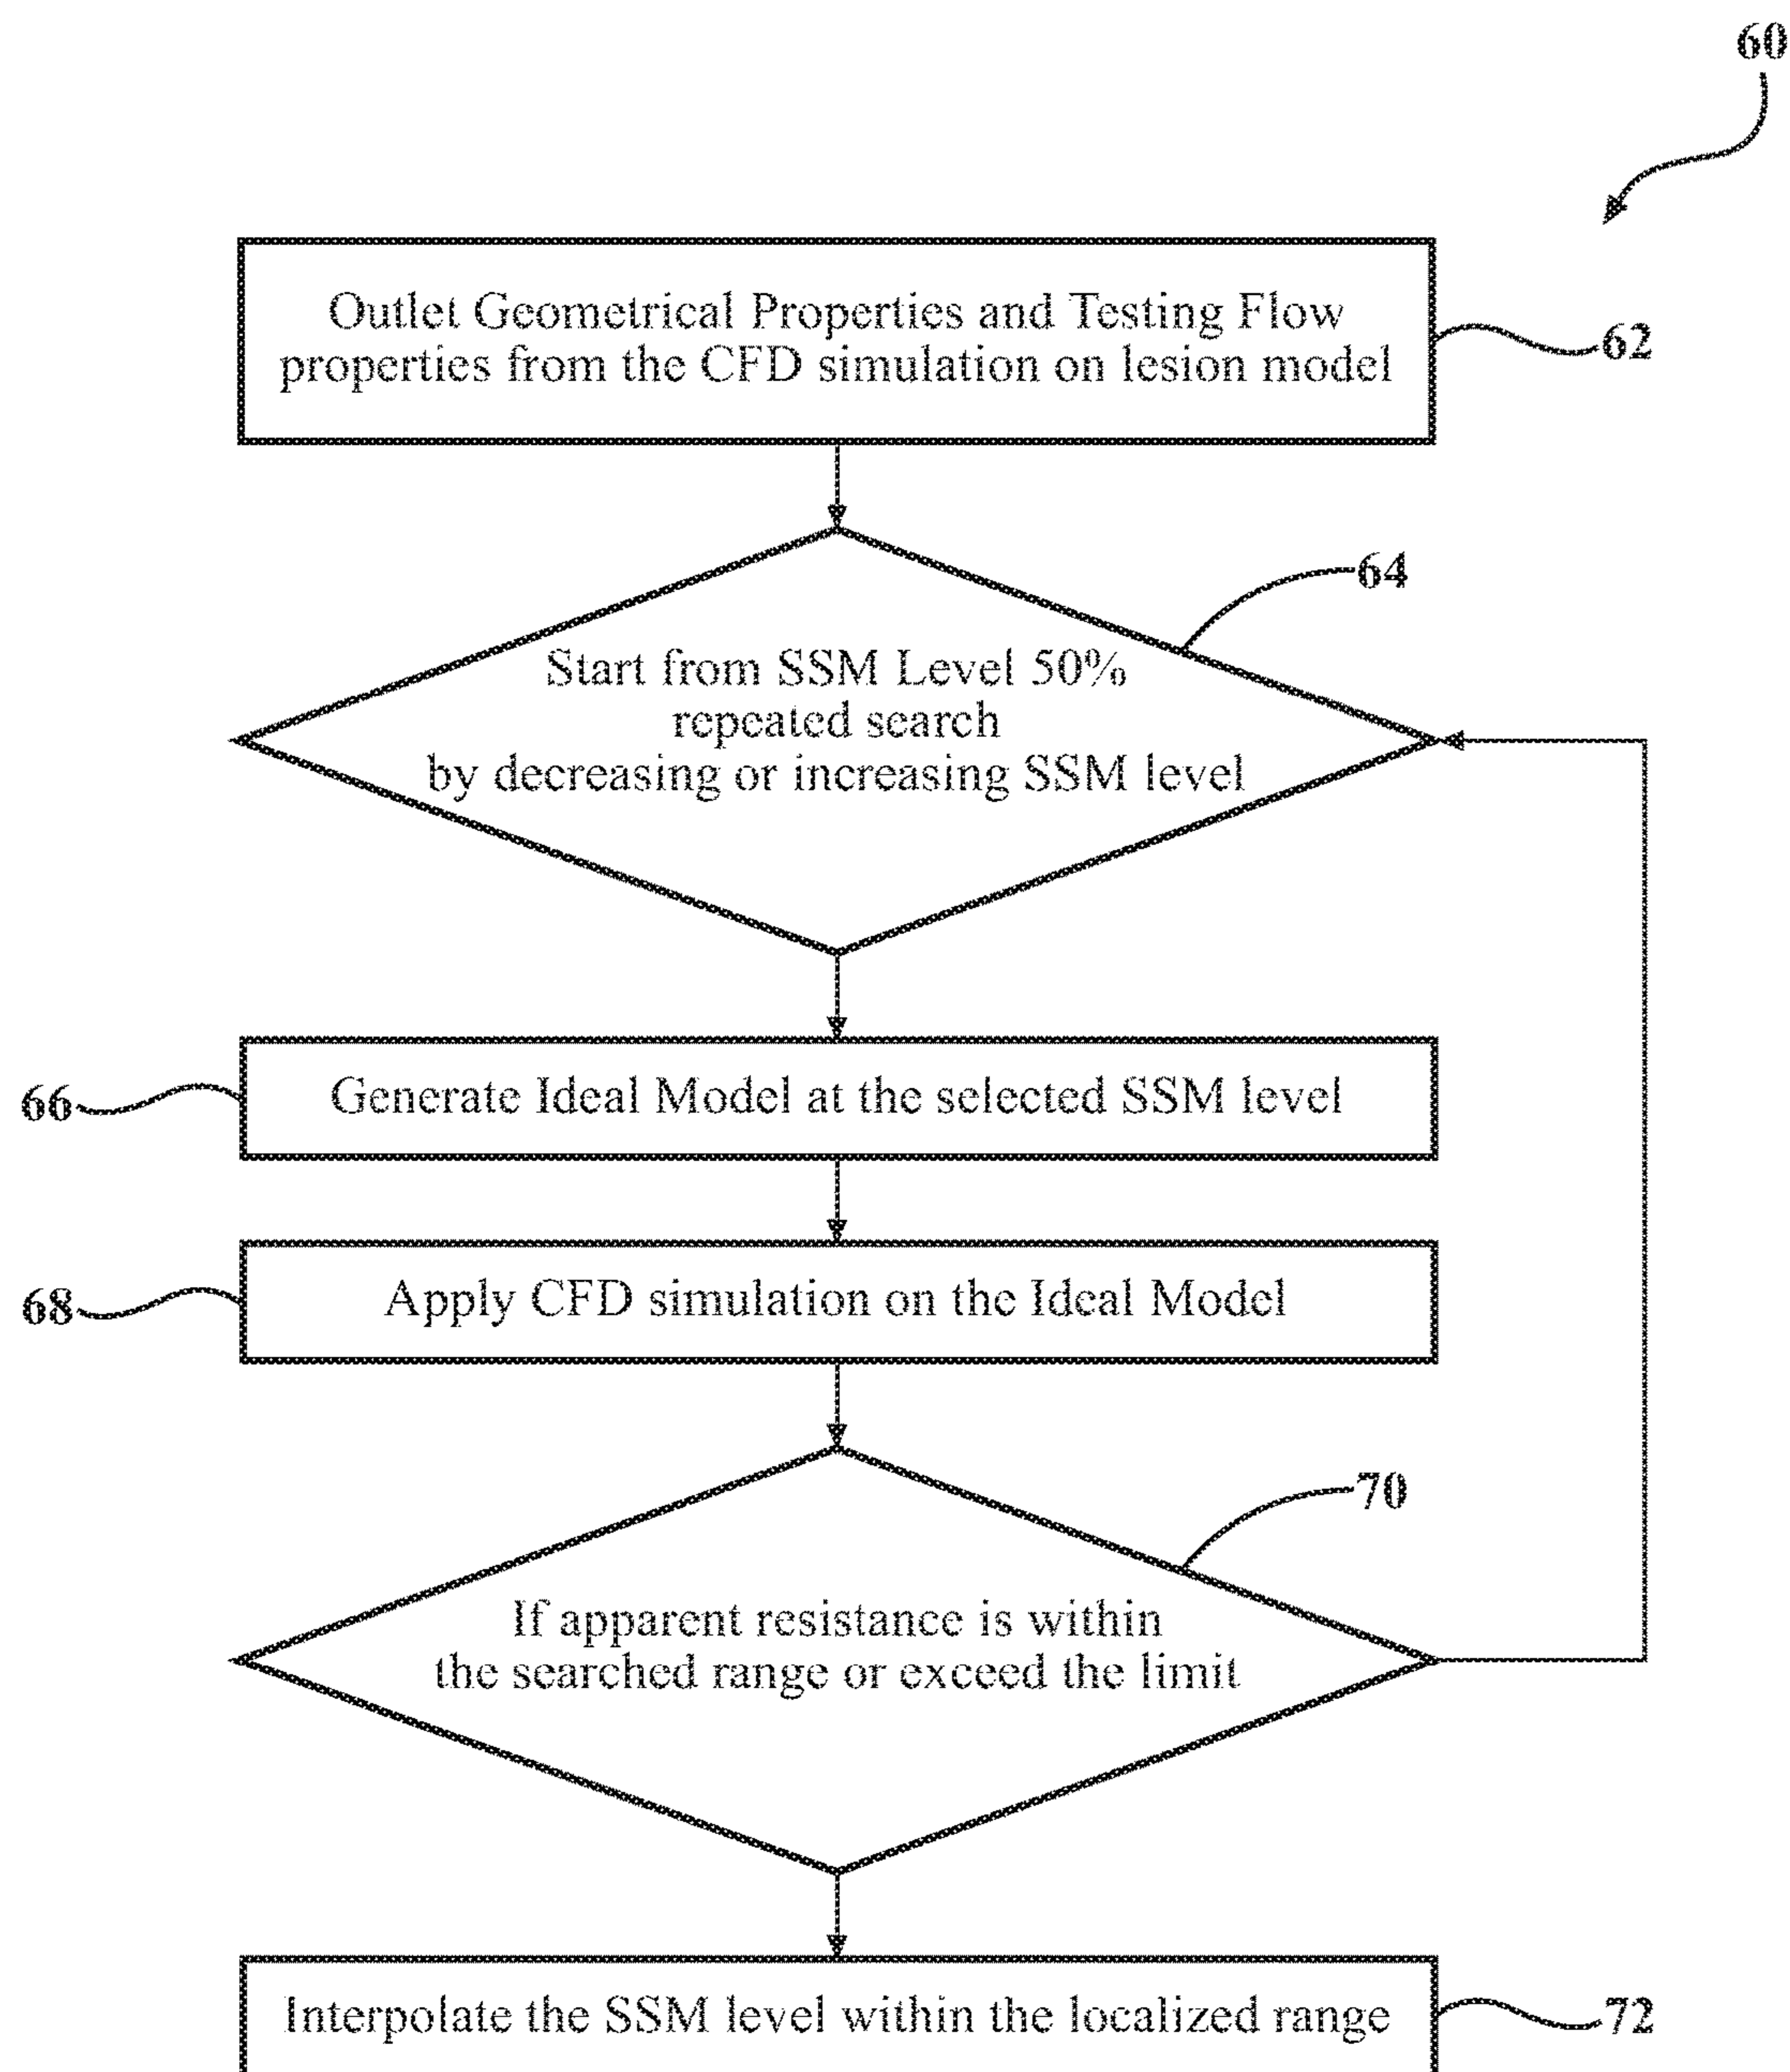 60
Outlet Geometrical Properties and Testing Flow
properties from the CFD simulation on lesion model
62
64
Start from SSM Level 50%
repeated search
by decreasing or increasing SSM level
66
Generate Ideal Model at the selected SSM level
68
Apply CFD simulation on the Ideal Model
70
If apparent resistance is within
the searched range or exceed the limit
Interpolate the SSM level within the localized range
72